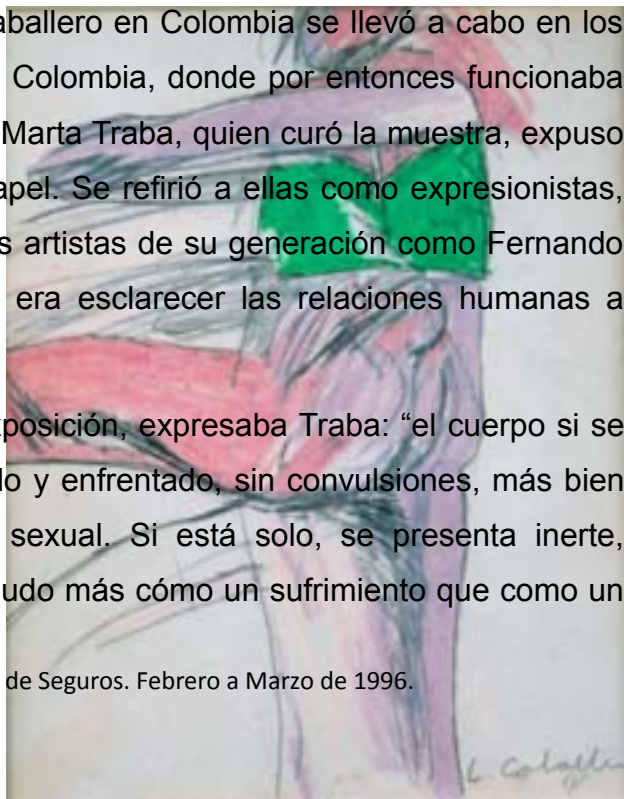 aballero en Colombia se llevó a cabo en los
Colombia, donde por entonces funcionaba
Marta Traba, quien curó la muestra, expuso
apel. Se refirió a ellas como expresionistas,
s artistas de su generación como Fernando
era esclarecer las relaciones humanas a
xposición, expresaba Traba: “el cuerpo si se
do y enfrentado, sin convulsiones, más bien
sexual. Si está solo, se presenta inerte,
udo más cómo un sufrimiento que como un
de Seguros. Febrero a Marzo de 1996.
L. Caballero